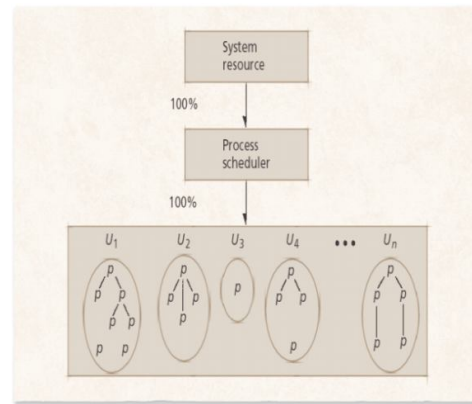 System
resource
100%
Process
scheduler
100%
U1 U2 U3 U4 ••• Un
p p p p
p p p p p p p p p p
p p p
p p p p p